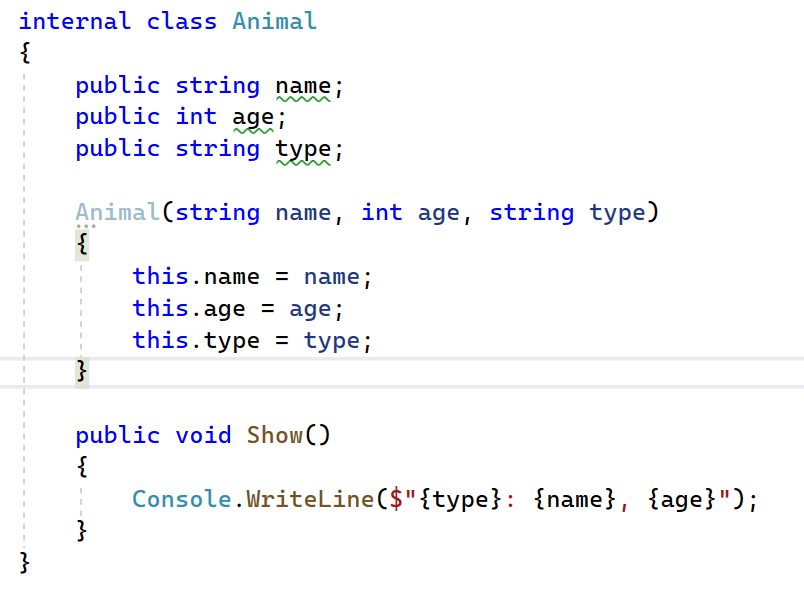 internal class Animal
{
    public string name;
    public int age;
    public string type;

    Animal(string name, int age, string type)
    {
        this.name = name;
        this.age = age;
        this.type = type;
    }

    public void Show()
    {
        Console.WriteLine($"{type}: {name}, {age}");
    }
}